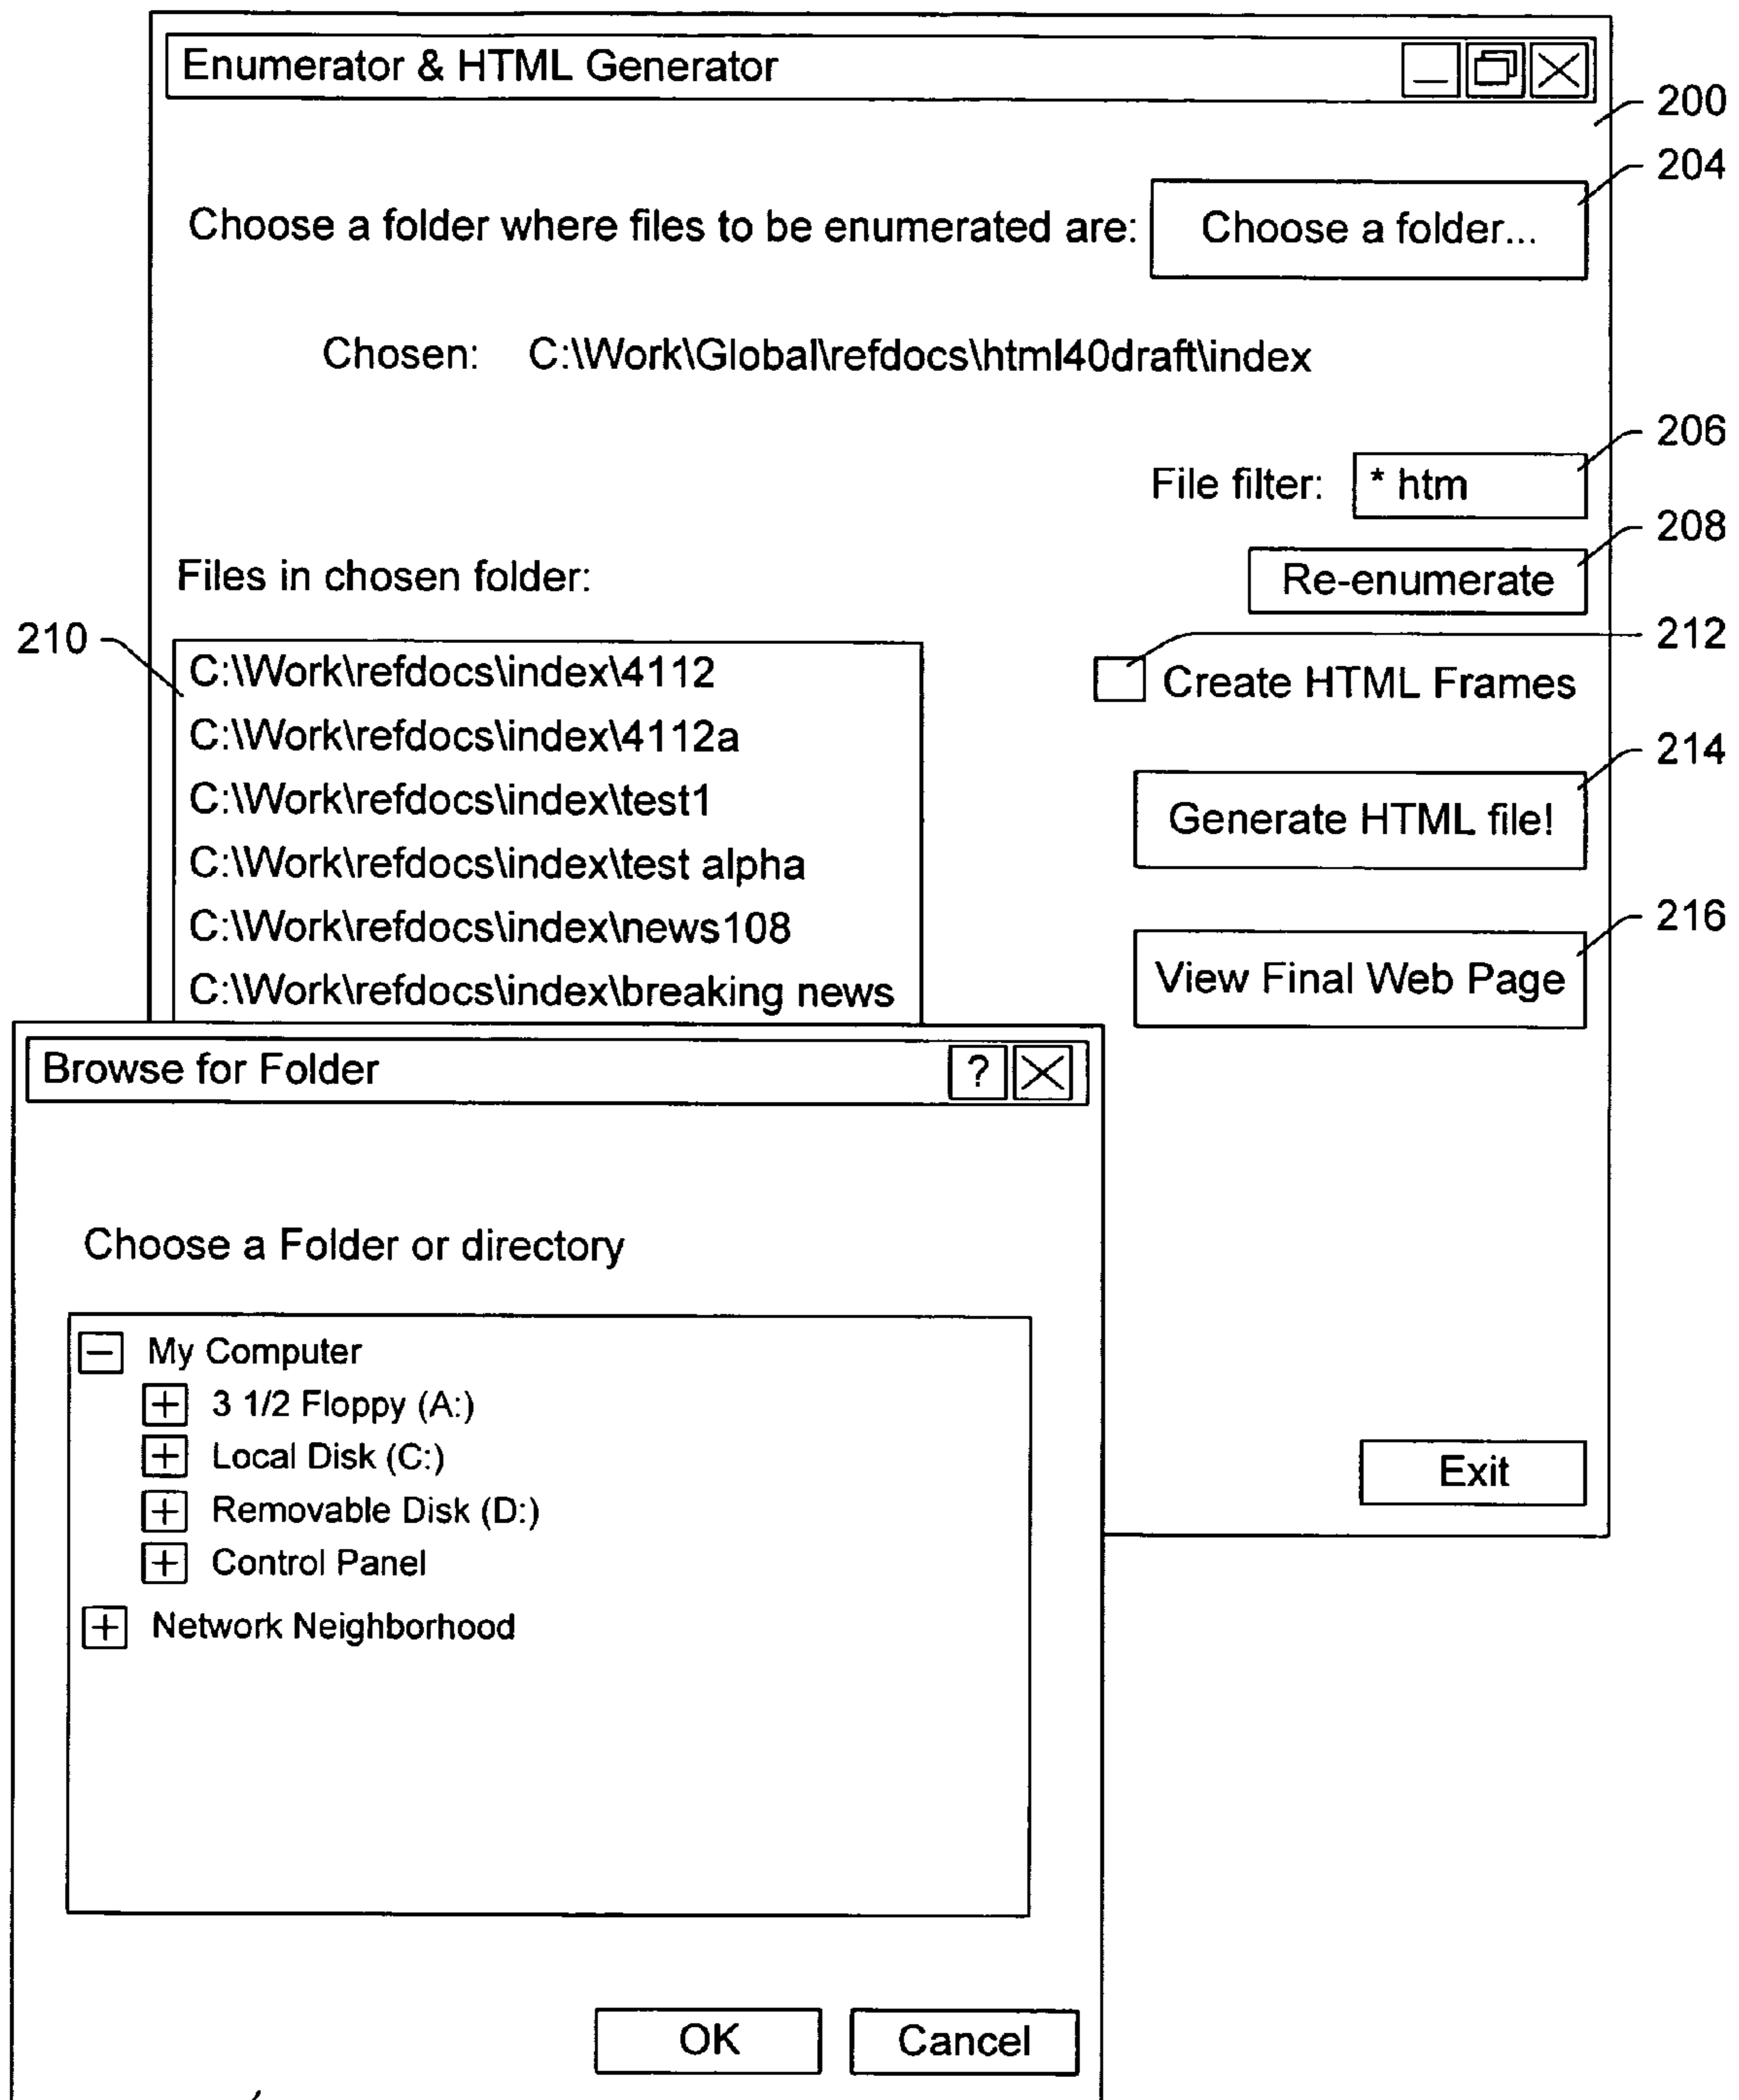 Enumerator & HTML Generator
200
204
Choose a folder where files to be enumerated are:
Choose a folder...
Chosen: C:\Work\Global\refdocs\html40draft\index
206
File filter: * htm
208
Files in chosen folder:
Re-enumerate
210
212
C:\Work\refdocs\index\4112
Create HTML Frames
C:\Work\refdocs\index\4112a
214
C:\Work\refdocs\index\test1
Generate HTML file!
C:\Work\refdocs\index\test alpha
216
C:\Work\refdocs\index\news108
View Final Web Page
C:\Work\refdocs\index\breaking news
Browse for Folder
?
Choose a Folder or directory
My Computer
3 1/2 Floppy (A:)
Local Disk (C:)
Exit
Removable Disk (D:)
Control Panel
Network Neighborhood
OK
Cancel